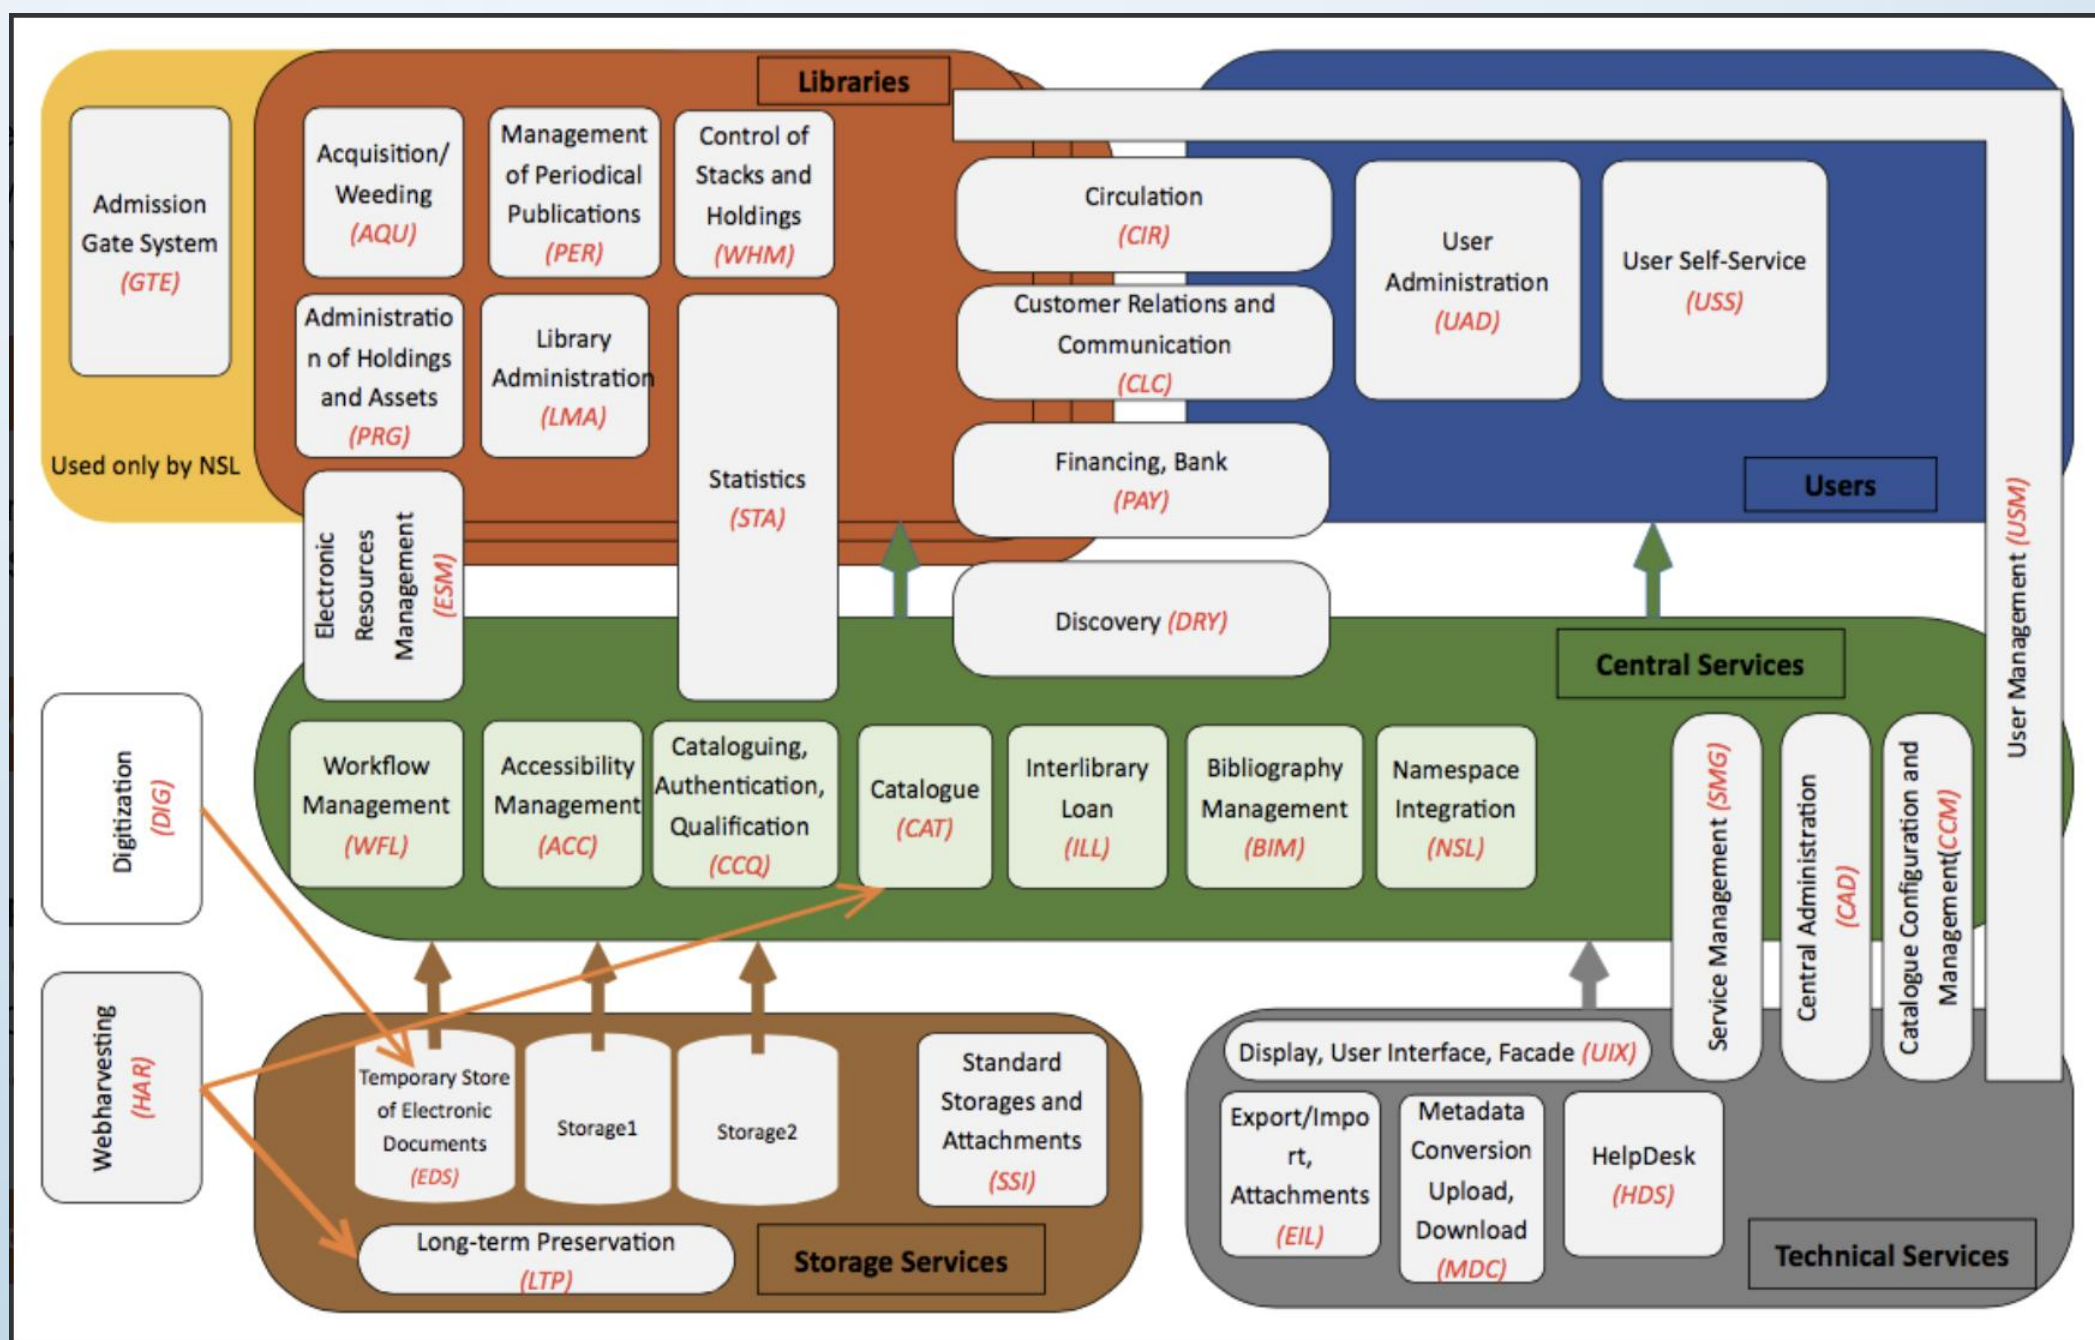 Libraries
Admission
Gate System
(GTE)
Used only by NSL
Acquisition/
Weeding
(AQU)
Management
of Periodical
Publications
(PER)
Control of
Stacks and
Holdings
(WHM)
Administratio
n of Holdings
and Assets
(PRG)
Library
Administration
(LMA)
Statistics
(STA)
Electronic
Resources
Management
(ESM)
Circulation
(CIR)
Customer Relations and
Communication
(CLC)
Financing, Bank
(PAY)
Discovery (DRY)
User
Administration
(UAD)
User Self-Service
(USS)
Users
User Management (USM)
Central Services
Digitization
(DIG)
Webharvesting
(HAR)
Workflow
Management
(WFL)
Accessibility
Management
(ACC)
Cataloguing,
Authentication,
Qualification
(CCQ)
Catalogue
(CAT)
Interlibrary
Loan
(ILL)
Bibliography
Management
(BIM)
Namespace
Integration
(NSL)
Service Management (SMG)
Central Administration
(CAD)
Catalogue Configuration and
Management(CCM)
Temporary Store
of Electronic
Documents
(EDS)
Storage1
Storage2
Standard
Storages and
Attachments
(SSI)
Long-term Preservation
(LTP)
Storage Services
Display, User Interface, Facade (UIX)
Export/Impo
rt,
Attachments
(EIL)
Metadata
Conversion
Upload,
Download
(MDC)
HelpDesk
(HDS)
Technical Services